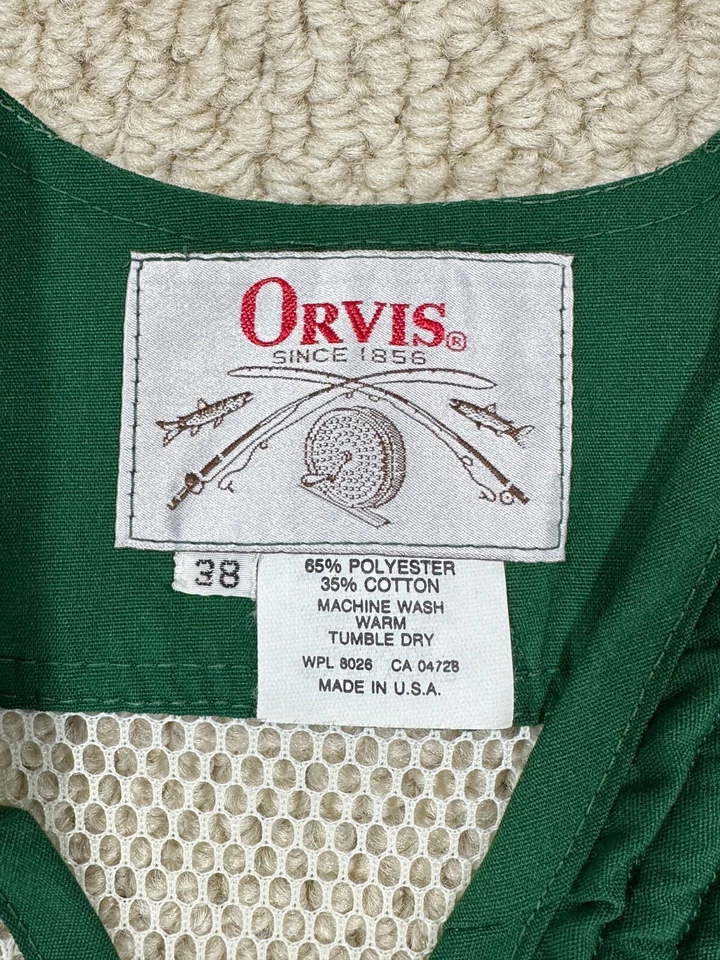 ORVIS®
SINCE 1856
38
65% POLYESTER
35% COTTON
MACHINE WASH
WARM
TUMBLE DRY
WPL 8026 CA 04728
MADE IN U.S.A.